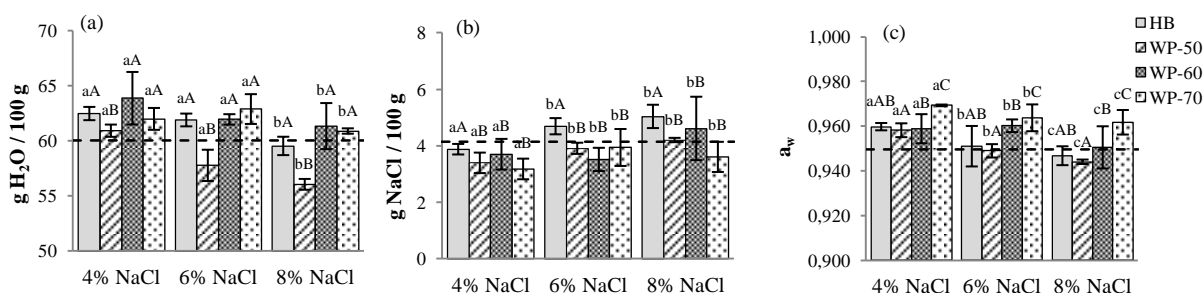 (a)
g H₂O / 100 g
70
65
60
55
50
aA aB aA aA
aA aB aA aA
aA bB bA bA
4% NaCl 6% NaCl 8% NaCl
(b)
g NaCl / 100 g
8
6
4
2
0
aA aB aB aB
bA bB bB bB
bA bB bB bB
4% NaCl 6% NaCl 8% NaCl
(c)
a_w
1,000
0,980
0,960
0,940
0,920
0,900
aAB aA aB aC
bAB bA bB bC
cAB cA cB cC
4% NaCl 6% NaCl 8% NaCl
HB
WP-50
WP-60
WP-70